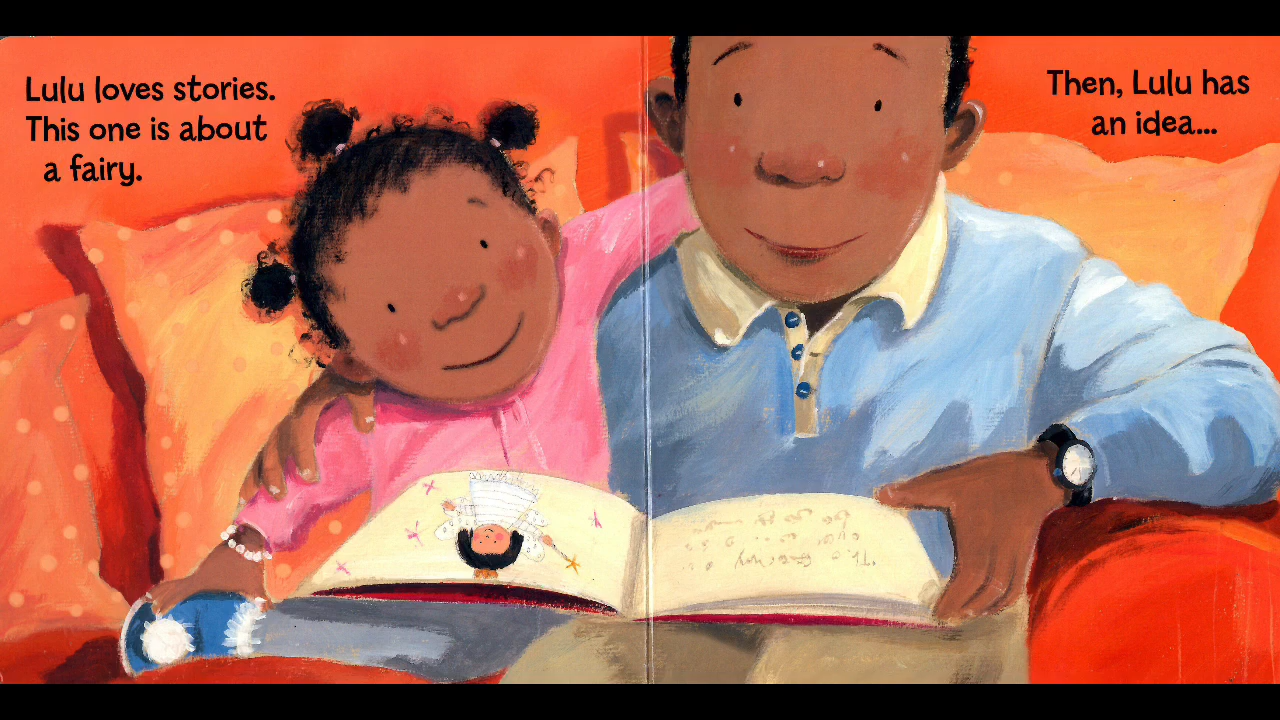 Lulu loves stories.
This one is about
a fairy.
Then, Lulu has
an idea...